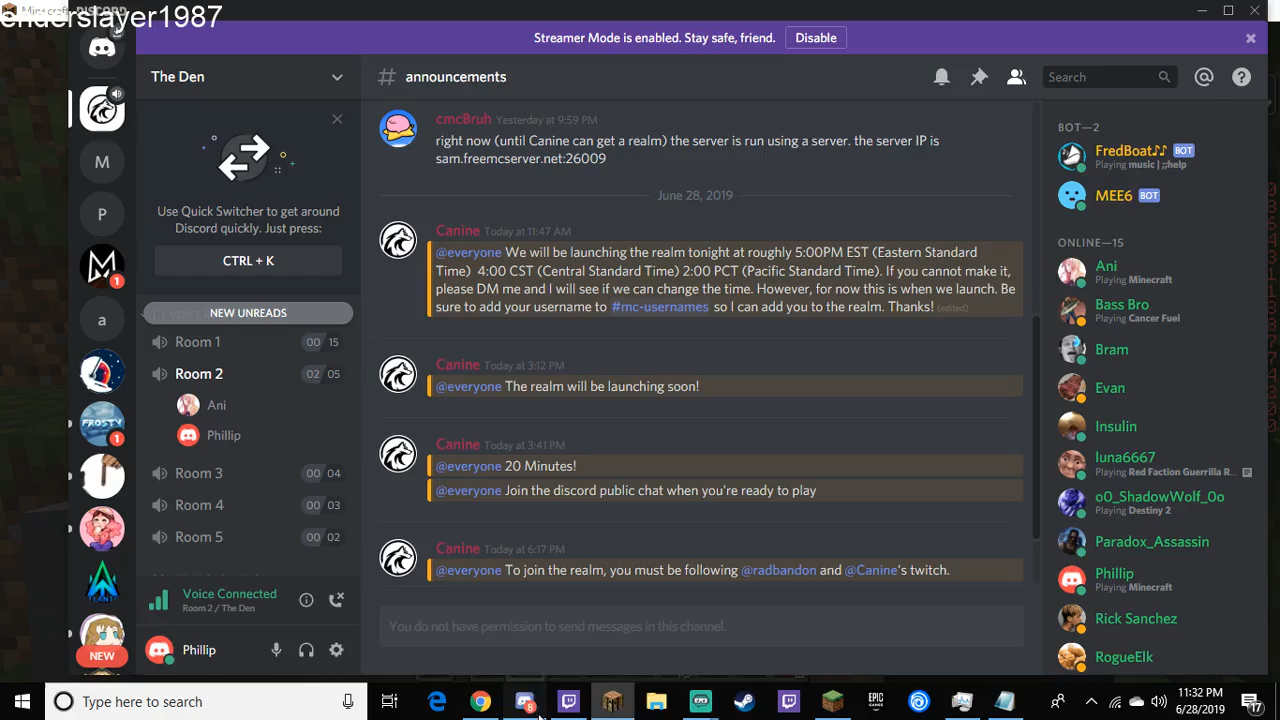 Minecraft
DISCORD
enderslayer1987
Streamer Mode is enabled. Stay safe, friend.
Disable
The Den
# announcements
Search
M
P
1
a
FROSTY
1
NEW
Use Quick Switcher to get around
Discord quickly. Just press:
CTRL + K
NEW UNREADS
Room 1
00 15
Room 2
02 05
Ani
Phillip
Room 3
00 04
Room 4
00 03
Room 5
00 02
Voice Connected
Room 2 / The Den
Phillip
cmcBruh Yesterday at 9:59 PM
right now (until Canine can get a realm) the server is run using a server. the server IP is
sam.freemcserver.net:26009
June 28, 2019
Canine Today at 11:47 AM
@everyone We will be launching the realm tonight at roughly 5:00PM EST (Eastern Standard
Time) 4:00 CST (Central Standard Time) 2:00 PCT (Pacific Standard Time). If you cannot make it,
please DM me and I will see if we can change the time. However, for now this is when we launch. Be
sure to add your username to #mc-usernames so I can add you to the realm. Thanks! (edited)
Canine Today at 3:12 PM
@everyone The realm will be launching soon!
Canine Today at 3:41 PM
@everyone 20 Minutes!
@everyone Join the discord public chat when you're ready to play
Canine Today at 6:17 PM
@everyone To join the realm, you must be following @radbandon and @Canine's twitch.
You do not have permission to send messages in this channel.
BOT—2
FredBoat♪♪ BOT
Playing music | ;;help
MEE6 BOT
ONLINE—15
Ani
Playing Minecraft
Bass Bro
Playing Cancer Fuel
Bram
Evan
Insulin
luna6667
Playing Red Faction Guerrilla R...
o0_ShadowWolf_0o
Playing Destiny 2
Paradox_Assassin
Phillip
Playing Minecraft
Rick Sanchez
RogueElk
Type here to search
8
EPIC
GAMES
11:32 PM
6/28/2019
17